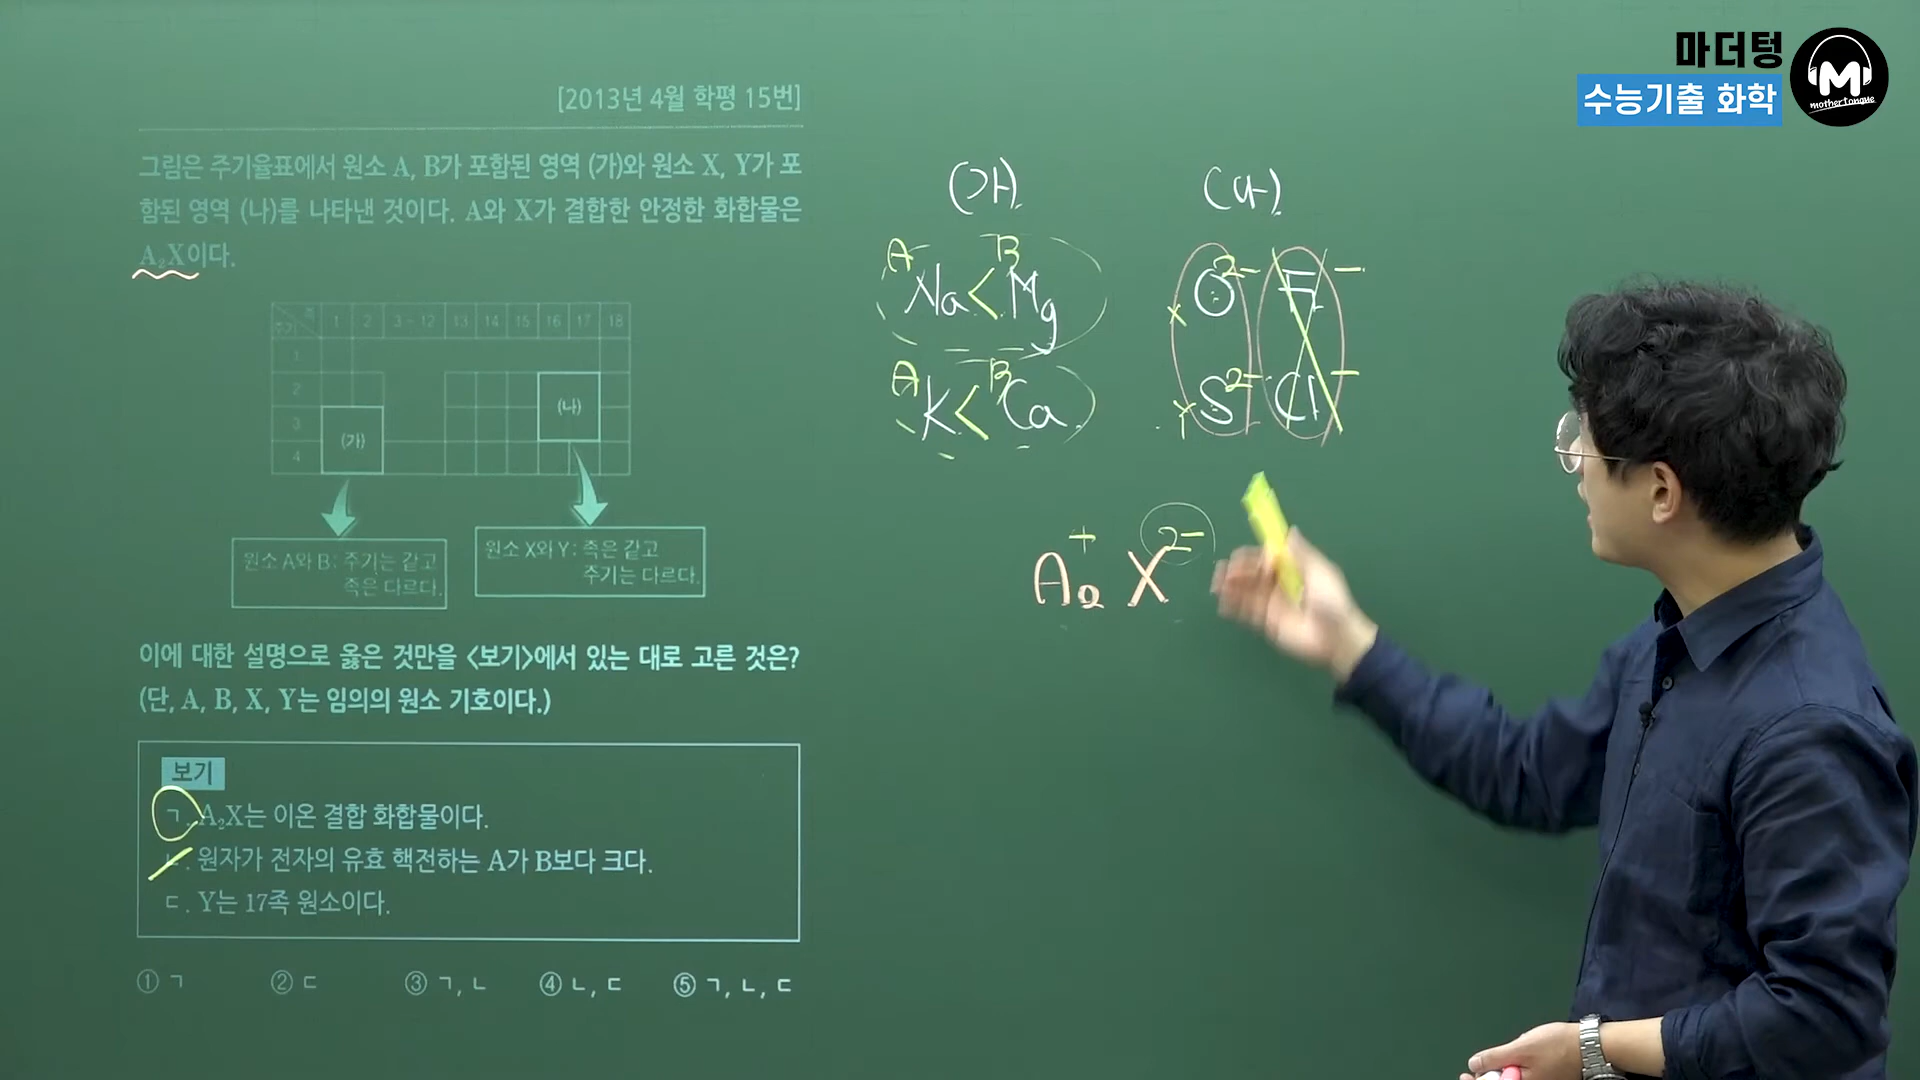 마더텅
수능기출 화학
mother tongue
[2013년 4월 학평 15번]
그림은 주기율표에서 원소 A, B가 포함된 영역 (가)와 원소 X, Y가 포
함된 영역 (나)를 나타낸 것이다. A와 X가 결합한 안정한 화합물은
A₂X이다.
족
주기 1 2 3~12 13 14 15 16 17 18
1
2
3
4
(가)
(나)
원소 A와 B: 주기는 같고
족은 다르다.
원소 X와 Y: 족은 같고
주기는 다르다.
이에 대한 설명으로 옳은 것만을 <보기>에서 있는 대로 고른 것은?
(단, A, B, X, Y는 임의의 원소 기호이다.)
보기
ㄱ. A₂X는 이온 결합 화합물이다.
ㄴ. 원자가 전자의 유효 핵전하는 A가 B보다 크다.
ㄷ. Y는 17족 원소이다.
① ㄱ ② ㄷ ③ ㄱ, ㄴ ④ ㄴ, ㄷ ⑤ ㄱ, ㄴ, ㄷ
(가) (나)
A B
Na < Mg
X O²⁻ F⁻
A B
K < Ca
Y S²⁻ Cl⁻
A₂⁺ X²⁻